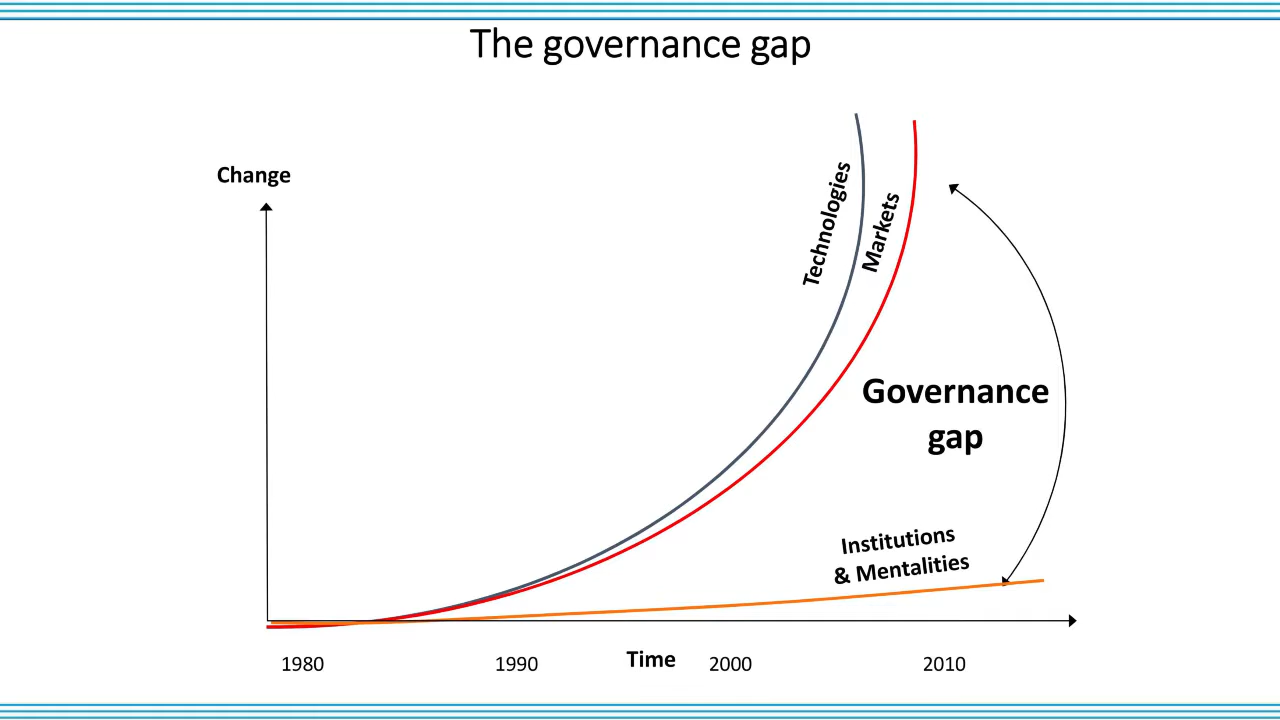 The governance gap
Change
Technologies
Markets
Governance
gap
Institutions
& Mentalities
Time
1980
1990
2000
2010